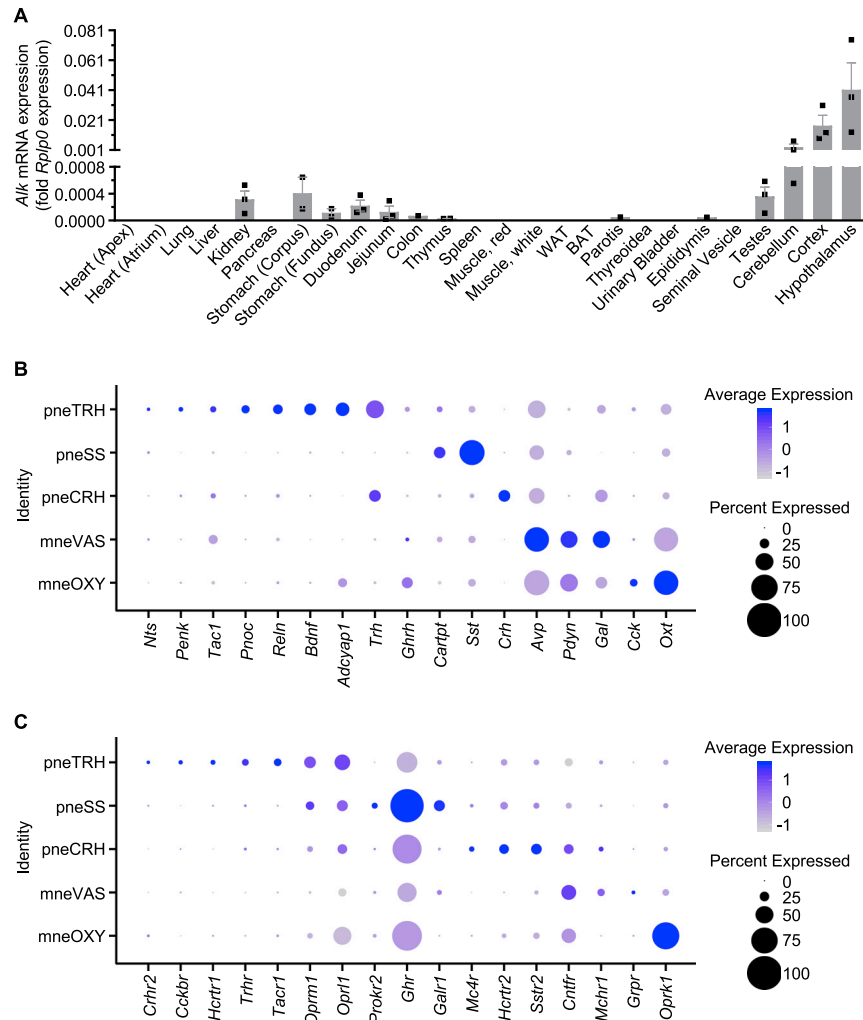 A
Alk mRNA expression
(fold Rplp0 expression)
0.081
0.061
0.041
0.021
0.001
0.0008
0.0004
0.0000
Heart (Apex)
Heart (Atrium)
Lung
Liver
Kidney
Pancreas
Stomach (Corpus)
Stomach (Fundus)
Duodenum
Jejunum
Colon
Thymus
Spleen
Muscle, red
Muscle, white
WAT
BAT
Parotis
Thyreoidea
Urinary Bladder
Epididymis
Seminal Vesicle
Testes
Cerebellum
Cortex
Hypothalamus
B
Identity
pneTRH
pneSS
pneCRH
mneVAS
mneOXY
Nts
Penk
Tac1
Pnoc
Reln
Bdnf
Adcyap1
Trh
Ghrh
Cartpt
Sst
Crh
Avp
Pdyn
Gal
Cck
Oxt
Average Expression
1
0
-1
Percent Expressed
0
25
50
75
100
C
Identity
pneTRH
pneSS
pneCRH
mneVAS
mneOXY
Crhr2
Cckbr
Hcrtr1
Trhr
Tacr1
Oprm1
Oprl1
Prokr2
Ghr
Galr1
Mc4r
Hcrtr2
Sstr2
Cntfr
Mchr1
Grpr
Oprk1
Average Expression
1
0
-1
Percent Expressed
0
25
50
75
100